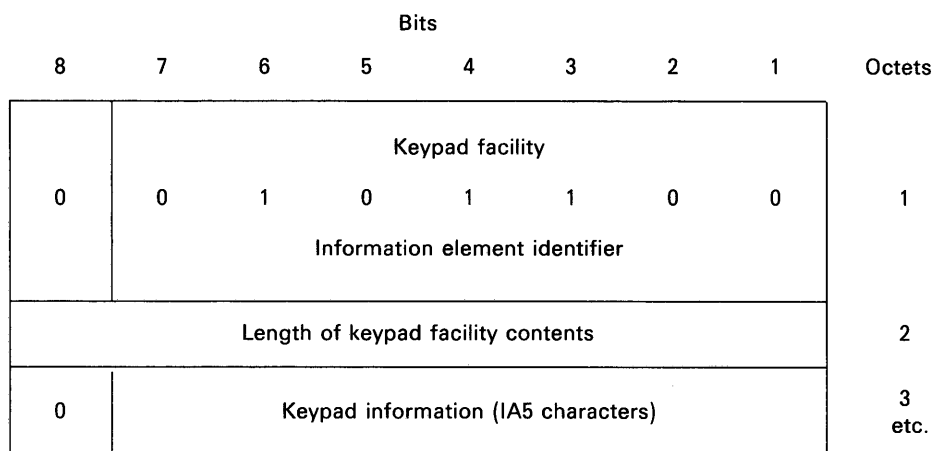 Bits
8 7 6 5 4 3 2 1 Octets
Keypad facility
0 0 1 0 1 1 0 0 1
Information element identifier
Length of keypad facility contents 2
0 Keypad information (IA5 characters) 3
etc.